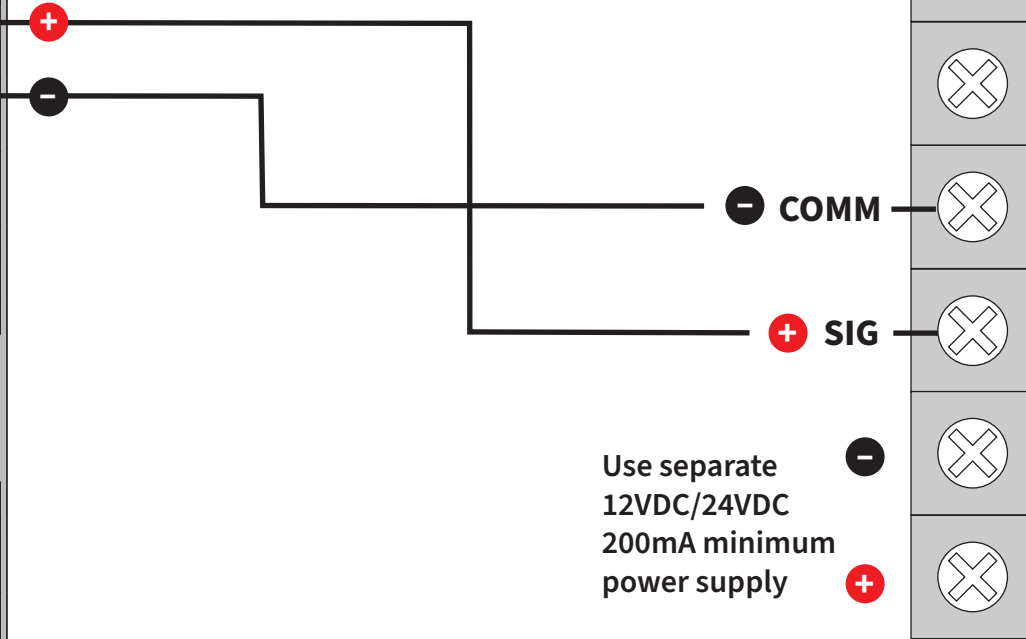 +
−
− COMM
+ SIG
Use separate −
12VDC/24VDC
200mA minimum
power supply +